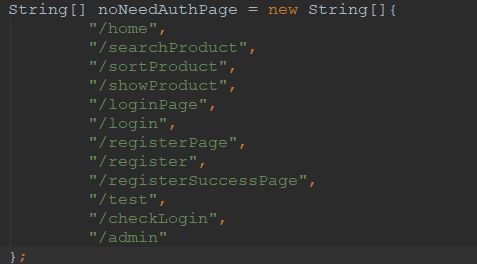 String[] noNeedAuthPage = new String[]{
"/home",
"/searchProduct",
"/sortProduct",
"/showProduct",
"/loginPage",
"/login",
"/registerPage",
"/register",
"/registerSuccessPage",
"/test",
"/checkLogin",
"/admin"
};